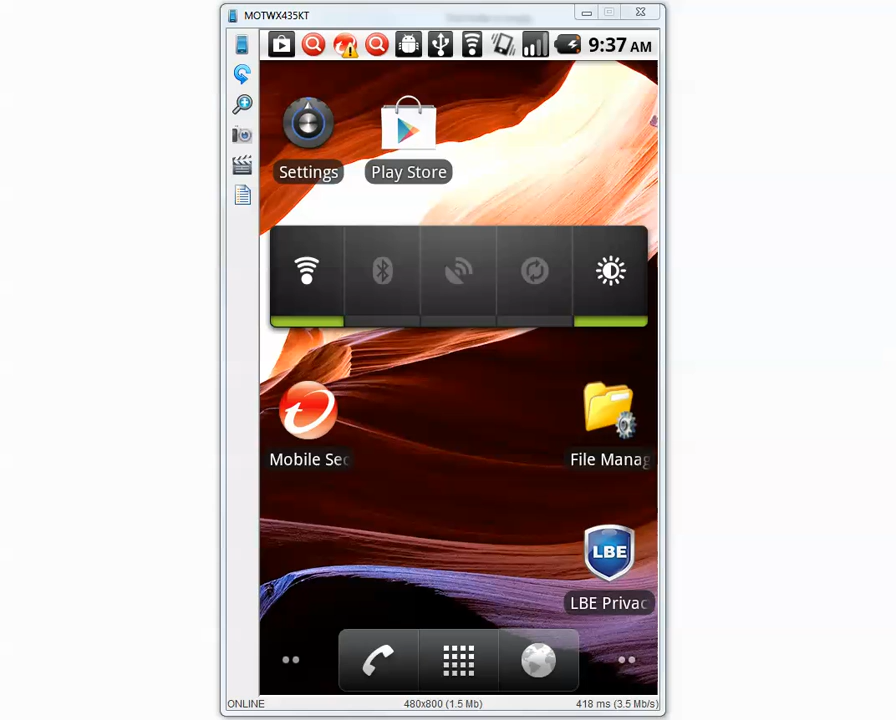 MOTWX435KT
9:37 AM
Settings
Play Store
Mobile Sec
File Manag
LBE
LBE Privac
ONLINE
480x800 (1.5 Mb)
418 ms (3.5 Mb/s)